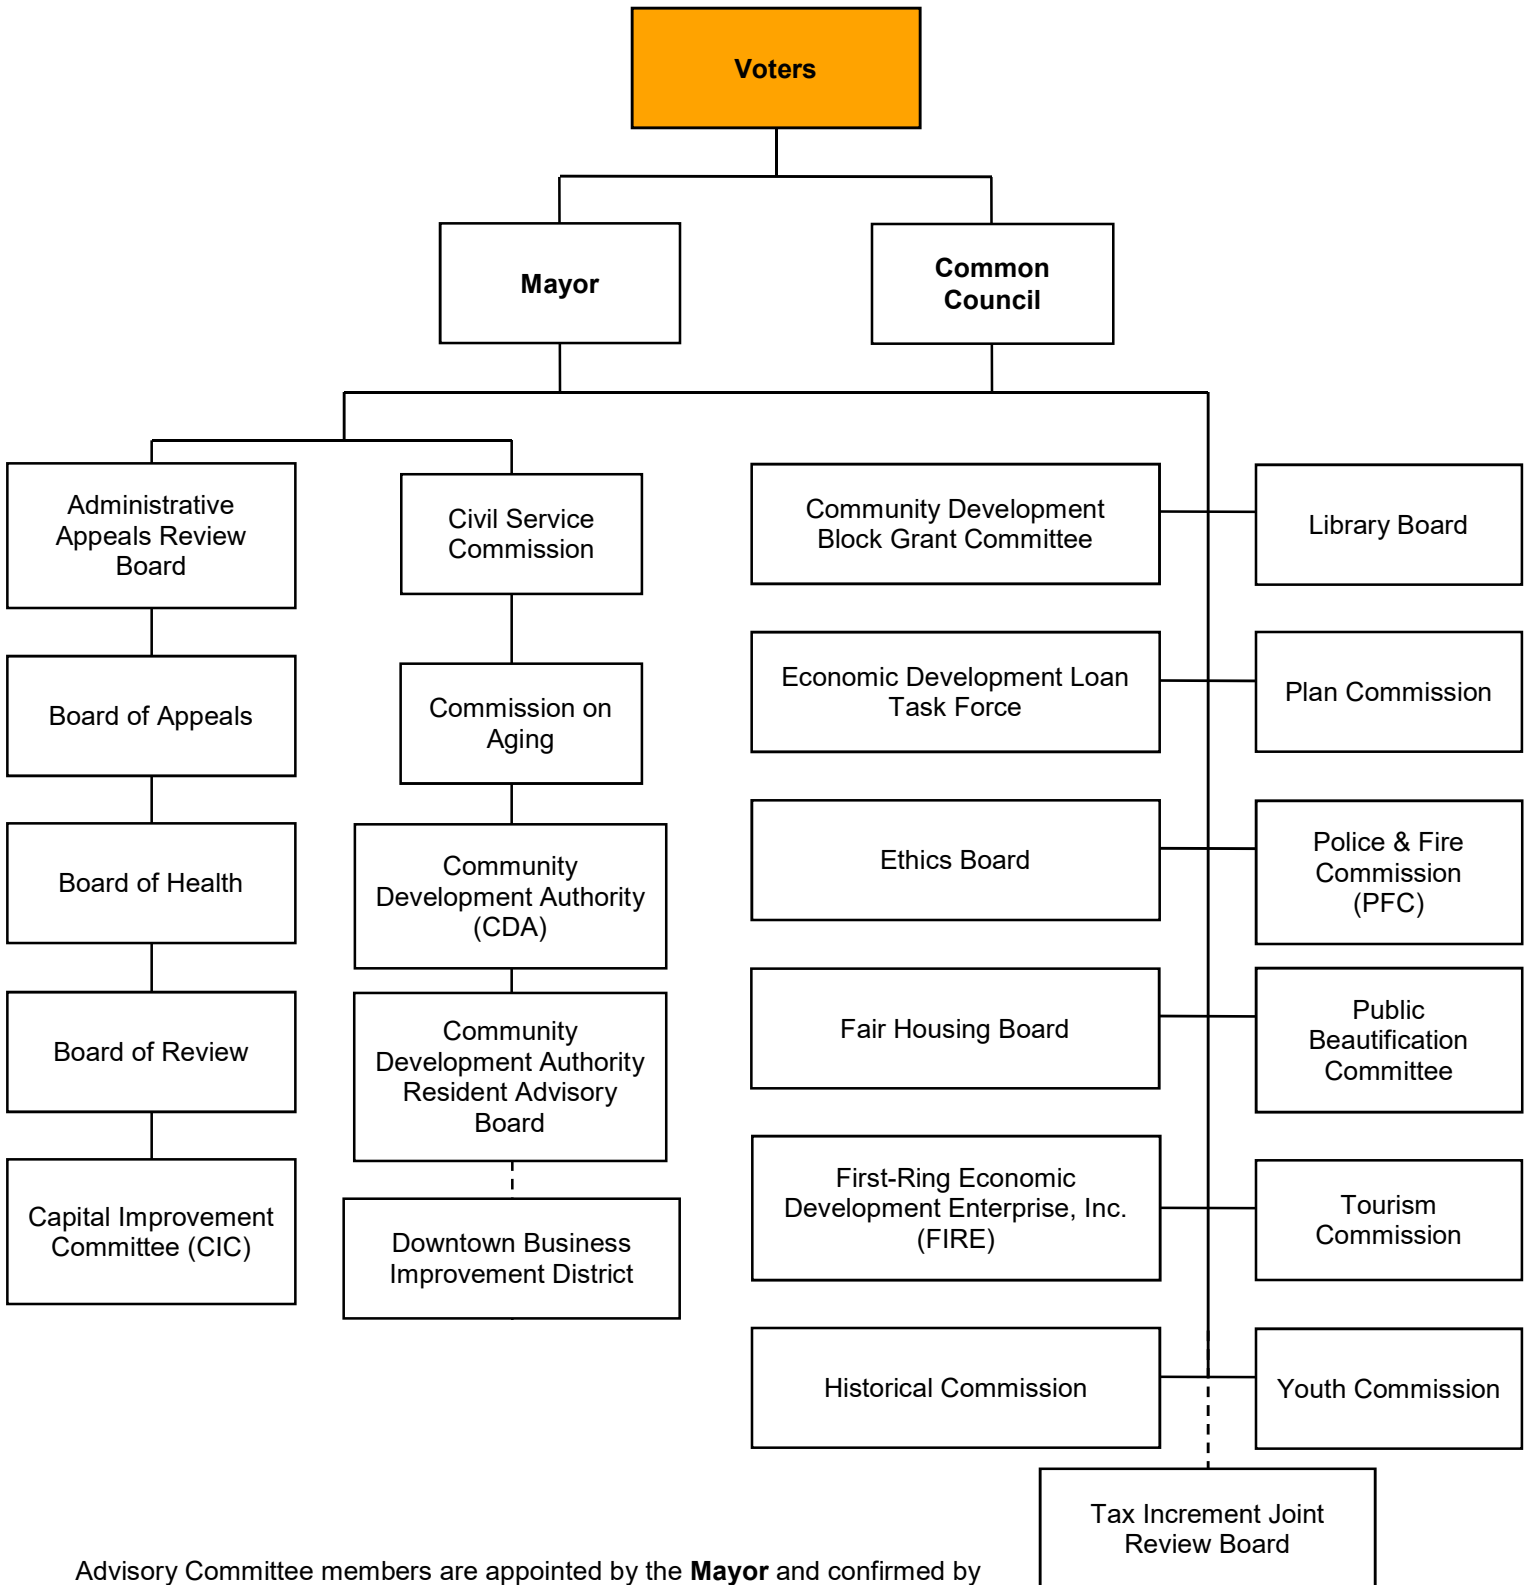 Voters
Mayor
Common
Council
Administrative
Appeals Review
Board
Board of Appeals
Board of Health
Board of Review
Capital Improvement
Committee (CIC)
Civil Service
Commission
Commission on
Aging
Community
Development Authority
(CDA)
Community
Development Authority
Resident Advisory
Board
Downtown Business
Improvement District
Community Development
Block Grant Committee
Economic Development Loan
Task Force
Ethics Board
Fair Housing Board
First-Ring Economic
Development Enterprise, Inc.
(FIRE)
Historical Commission
Library Board
Plan Commission
Police & Fire
Commission
(PFC)
Public
Beautification
Committee
Tourism
Commission
Youth Commission
Tax Increment Joint
Review Board
Advisory Committee members are appointed by the Mayor and confirmed by